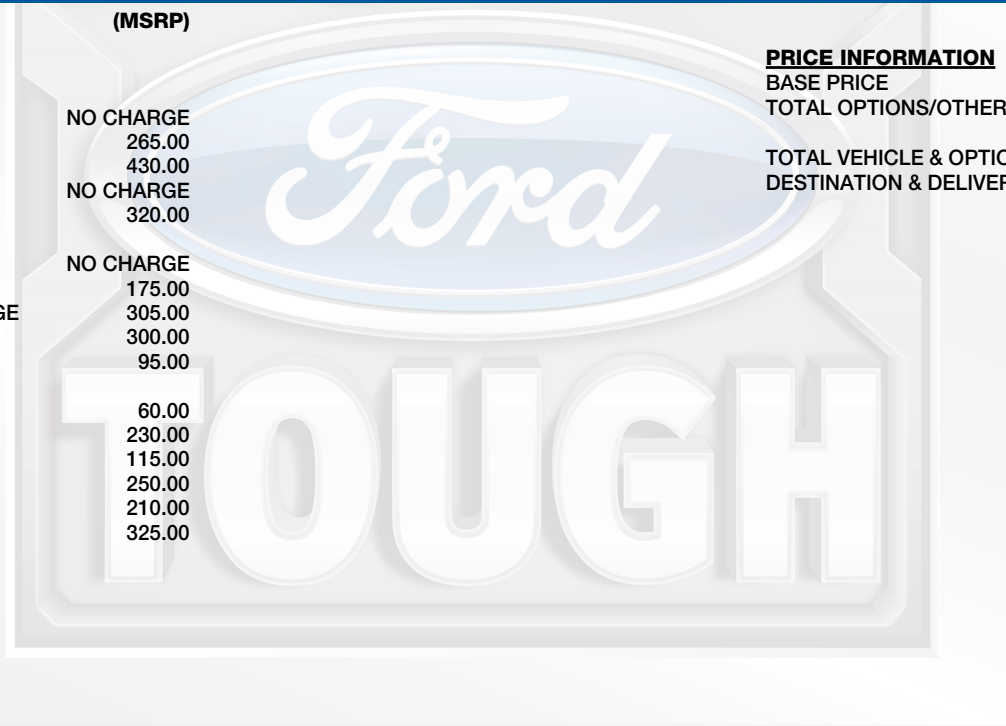 (MSRP)
NO CHARGE
265.00
430.00
NO CHARGE
320.00
NO CHARGE
175.00
GE 305.00
300.00
95.00
60.00
230.00
115.00
250.00
210.00
325.00
PRICE INFORMATION
BASE PRICE
TOTAL OPTIONS/OTHER
TOTAL VEHICLE & OPTIO
DESTINATION & DELIVER
Ford
TOUGH